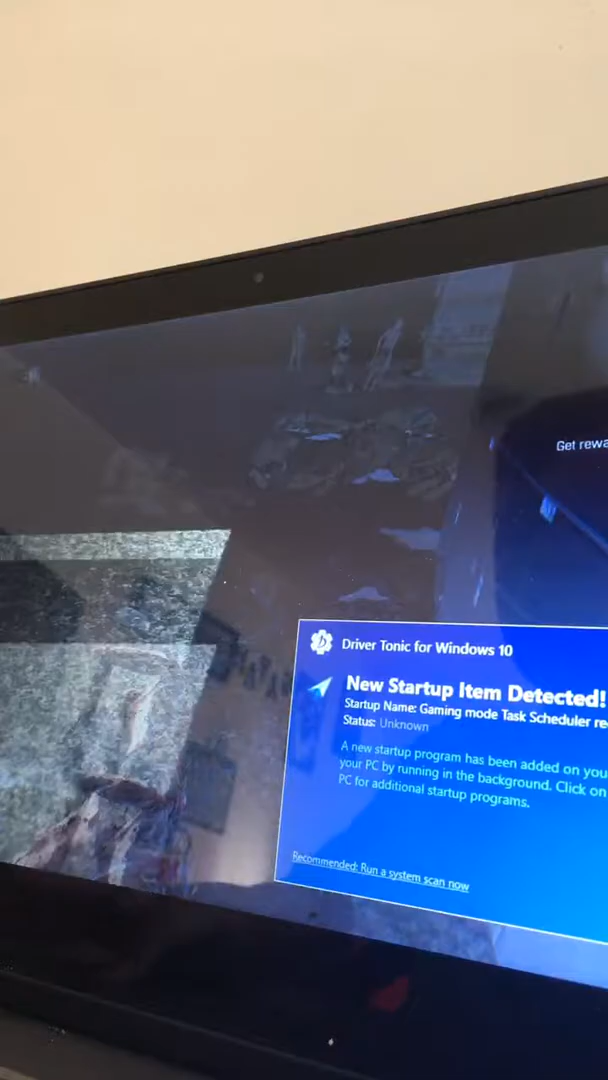 Get rewa
Driver Tonic for Windows 10
New Startup Item Detected!
Startup Name: Gaming mode Task Scheduler re
Status: Unknown
A new startup program has been added on you
your PC by running in the background. Click on
PC for additional startup programs.
Recommended: Run a system scan now